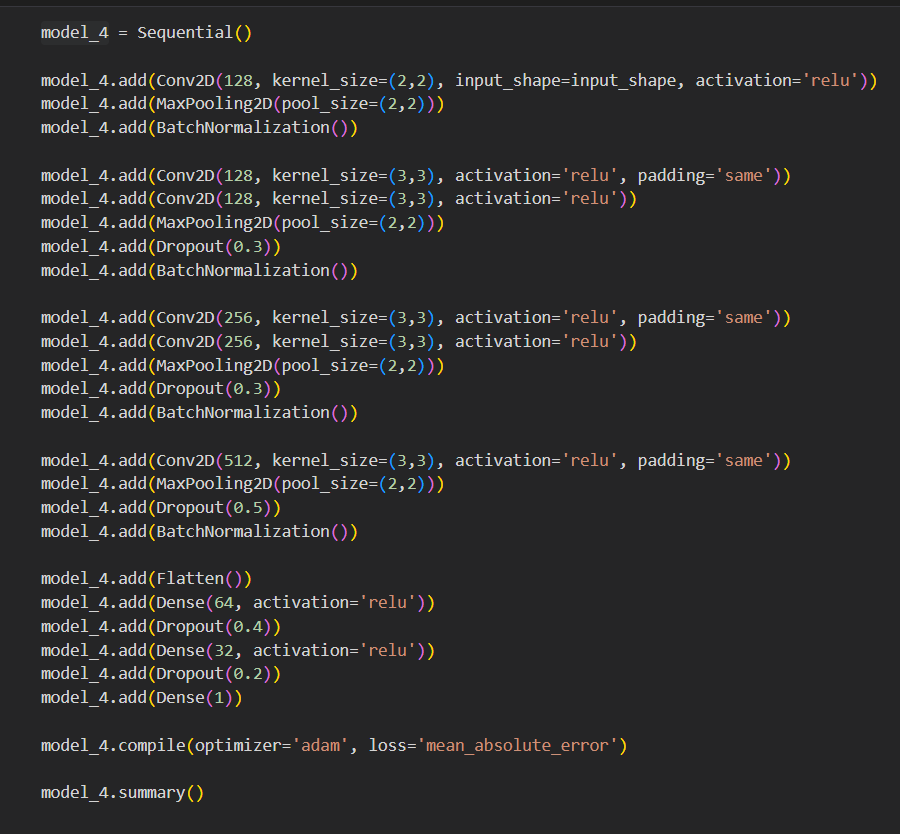 model_4 = Sequential()
model_4.add(Conv2D(128, kernel_size=(2,2), input_shape=input_shape, activation='relu'))
model_4.add(MaxPooling2D(pool_size=(2,2)))
model_4.add(BatchNormalization())
model_4.add(Conv2D(128, kernel_size=(3,3), activation='relu', padding='same'))
model_4.add(Conv2D(128, kernel_size=(3,3), activation='relu'))
model_4.add(MaxPooling2D(pool_size=(2,2)))
model_4.add(Dropout(0.3))
model_4.add(BatchNormalization())
model_4.add(Conv2D(256, kernel_size=(3,3), activation='relu', padding='same'))
model_4.add(Conv2D(256, kernel_size=(3,3), activation='relu'))
model_4.add(MaxPooling2D(pool_size=(2,2)))
model_4.add(Dropout(0.3))
model_4.add(BatchNormalization())
model_4.add(Conv2D(512, kernel_size=(3,3), activation='relu', padding='same'))
model_4.add(MaxPooling2D(pool_size=(2,2)))
model_4.add(Dropout(0.5))
model_4.add(BatchNormalization())
model_4.add(Flatten())
model_4.add(Dense(64, activation='relu'))
model_4.add(Dropout(0.4))
model_4.add(Dense(32, activation='relu'))
model_4.add(Dropout(0.2))
model_4.add(Dense(1))
model_4.compile(optimizer='adam', loss='mean_absolute_error')
model_4.summary()